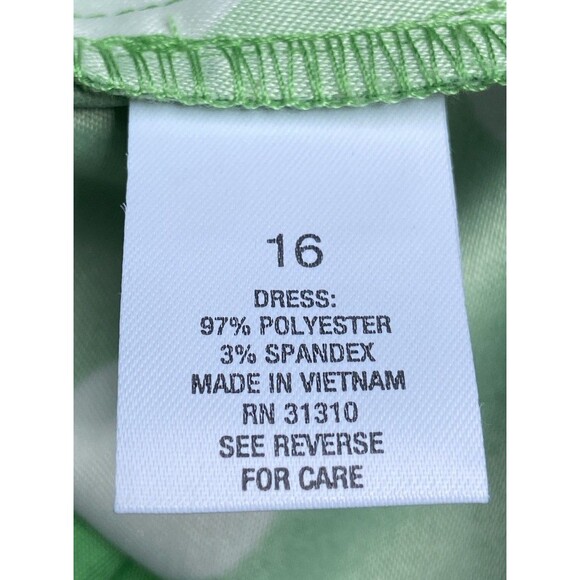 16
DRESS:
97% POLYESTER
3% SPANDEX
MADE IN VIETNAM
RN 31310
SEE REVERSE
FOR CARE